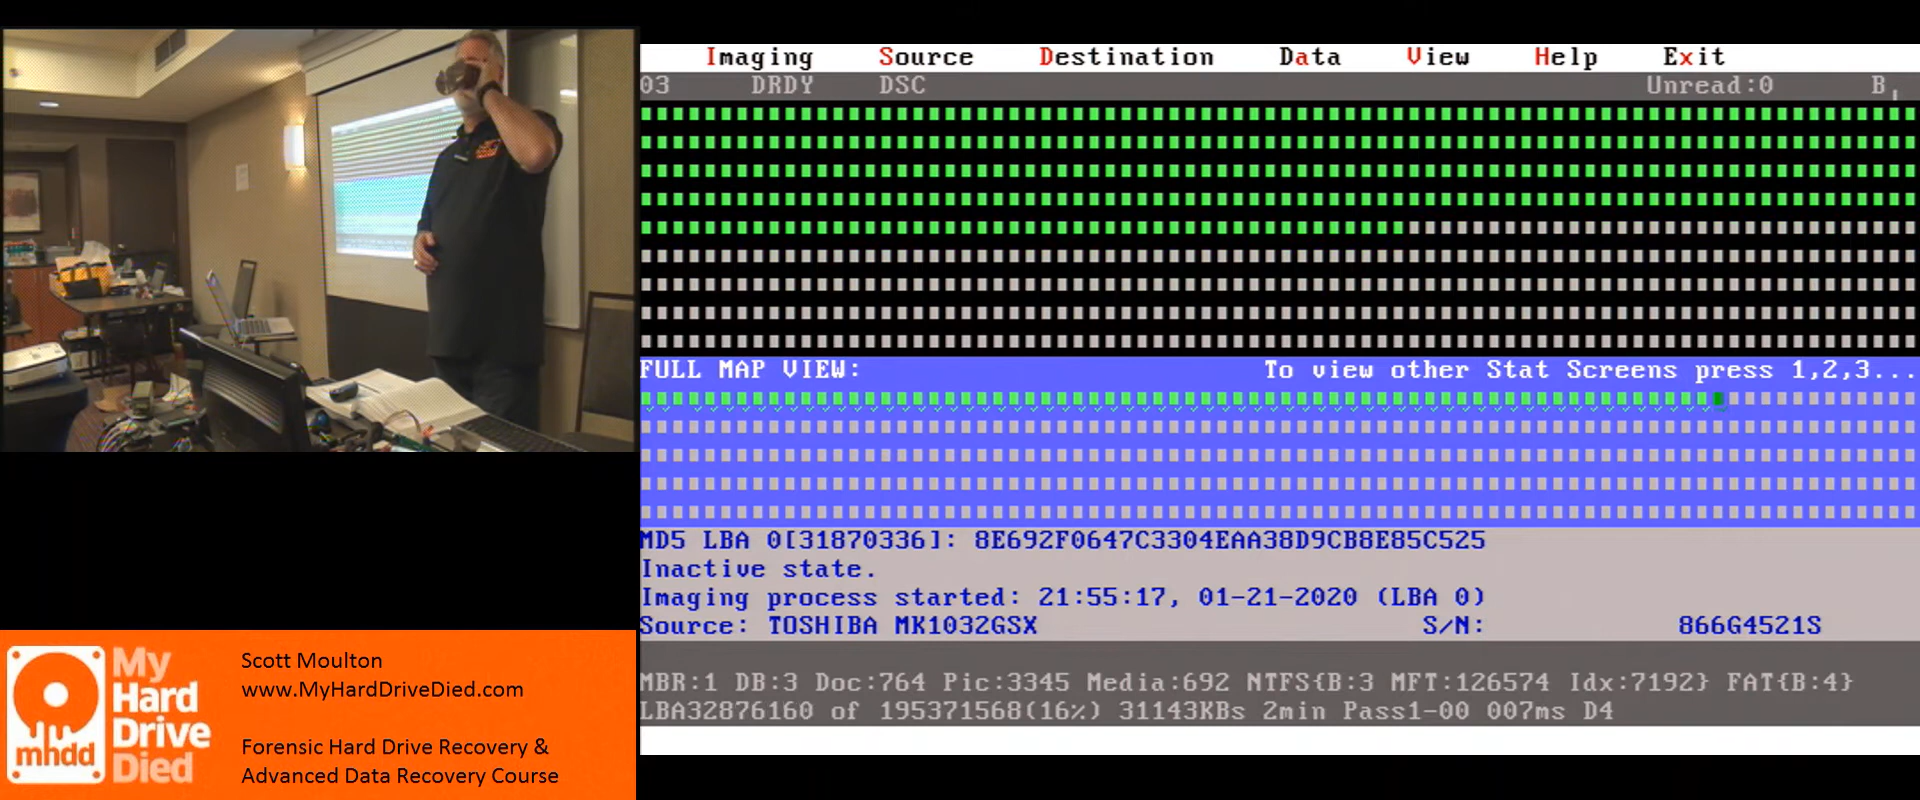 Imaging Source Destination Data View Help Exit
03 DRDY DSC Unread:0 B
FULL MAP VIEW: To view other Stat Screens press 1,2,3...
MD5 LBA 0[31870336]: 8E692F0647C3304EAA38D9CB8E85C525
Inactive state.
Imaging process started: 21:55:17, 01-21-2020 (LBA 0)
Source: TOSHIBA MK1032GSX S/N: 866G4521S
MBR:1 DB:3 Doc:764 Pic:3345 Media:692 NTFS{B:3 MFT:126574 Idx:7192} FAT{B:4}
LBA32876160 of 195371568(16%) 31143KBs 2min Pass1-00 007ms D4
My
Hard
Drive
Died
mhdd
Scott Moulton
www.MyHardDriveDied.com
Forensic Hard Drive Recovery &
Advanced Data Recovery Course